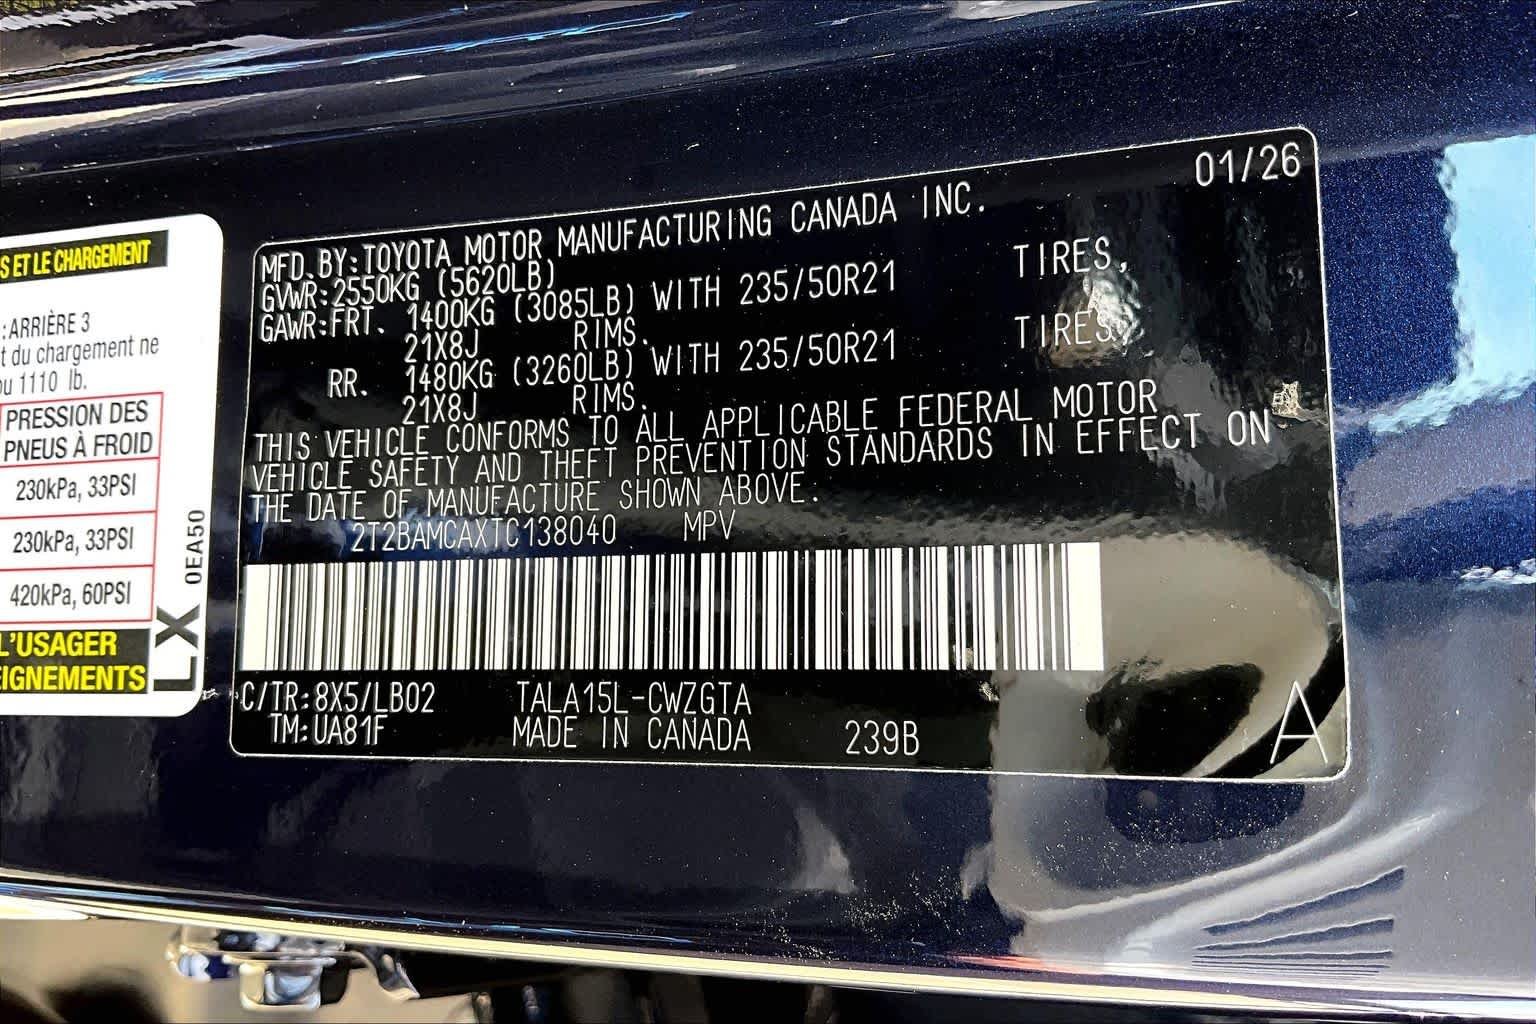 S ET LE CHARGEMENT
: ARRIÈRE 3
t du chargement ne
ou 1110 lb.
PRESSION DES
PNEUS À FROID
230kPa, 33PSI
230kPa, 33PSI
420kPa, 60PSI
L'USAGER
EIGNEMENTS
LX 0EA50
01/26
MFD.BY:TOYOTA MOTOR MANUFACTURING CANADA INC.
GVWR:2550KG (5620LB)
GAWR:FRT. 1400KG (3085LB) WITH 235/50R21 TIRES,
21X8J RIMS.
RR. 1480KG (3260LB) WITH 235/50R21 TIRES,
21X8J RIMS.
THIS VEHICLE CONFORMS TO ALL APPLICABLE FEDERAL MOTOR
VEHICLE SAFETY AND THEFT PREVENTION STANDARDS IN EFFECT ON
THE DATE OF MANUFACTURE SHOWN ABOVE.
2T2BAMCAXTC138040 MPV
C/TR:8X5/LB02 TALA15L-CWZGTA
TM:UA81F MADE IN CANADA 239B A